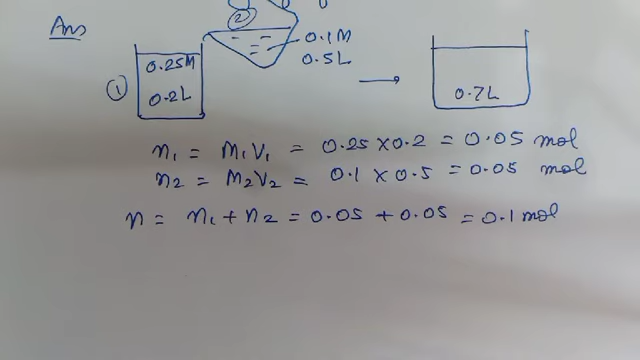 Ans
②
0.1M
0.5L
0.25M
①
0.2L
0.7L
n₁ = M₁V₁ = 0.25 × 0.2 = 0.05 mol
n₂ = M₂V₂ = 0.1 × 0.5 = 0.05 mol
n = n₁ + n₂ = 0.05 + 0.05 = 0.1 mol